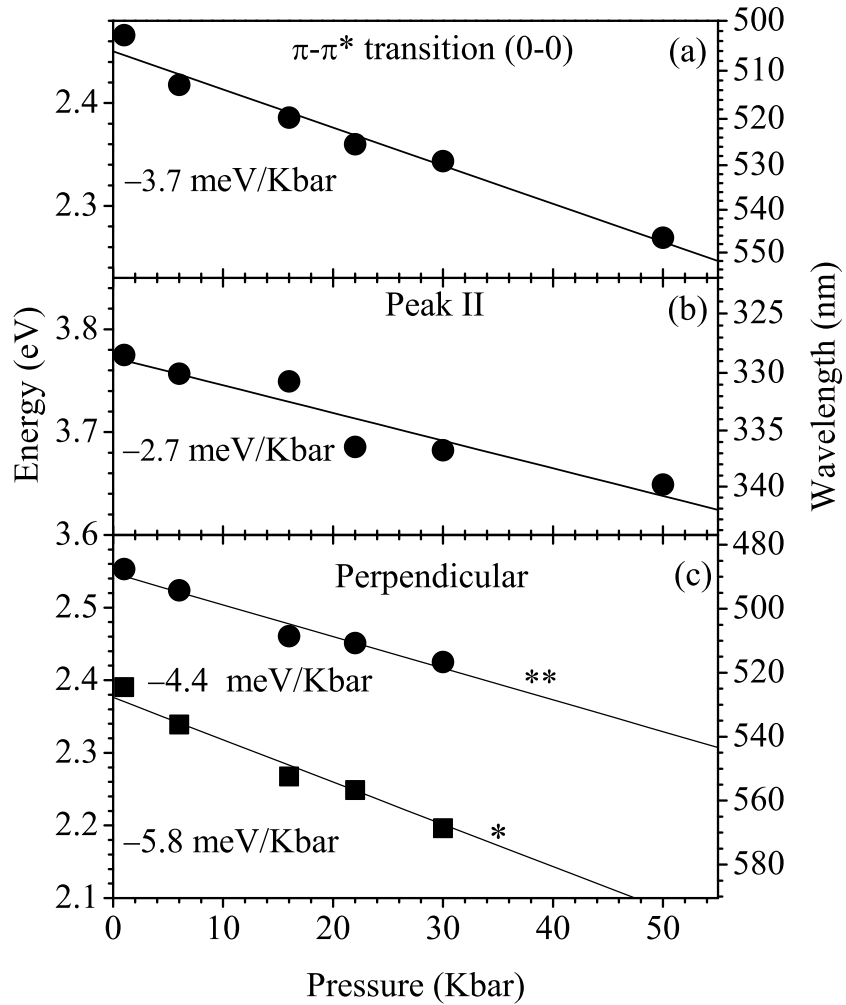 π-π* transition (0-0)
(a)
–3.7 meV/Kbar
2.4
2.3
500
510
520
530
540
550
Peak II
(b)
–2.7 meV/Kbar
3.8
3.7
3.6
325
330
335
340
Energy (eV)
Wavelength (nm)
Perpendicular
(c)
**
–4.4 meV/Kbar
*
–5.8 meV/Kbar
2.5
2.4
2.3
2.2
2.1
480
490
500
520
540
560
580
0 10 20 30 40 50
Pressure (Kbar)